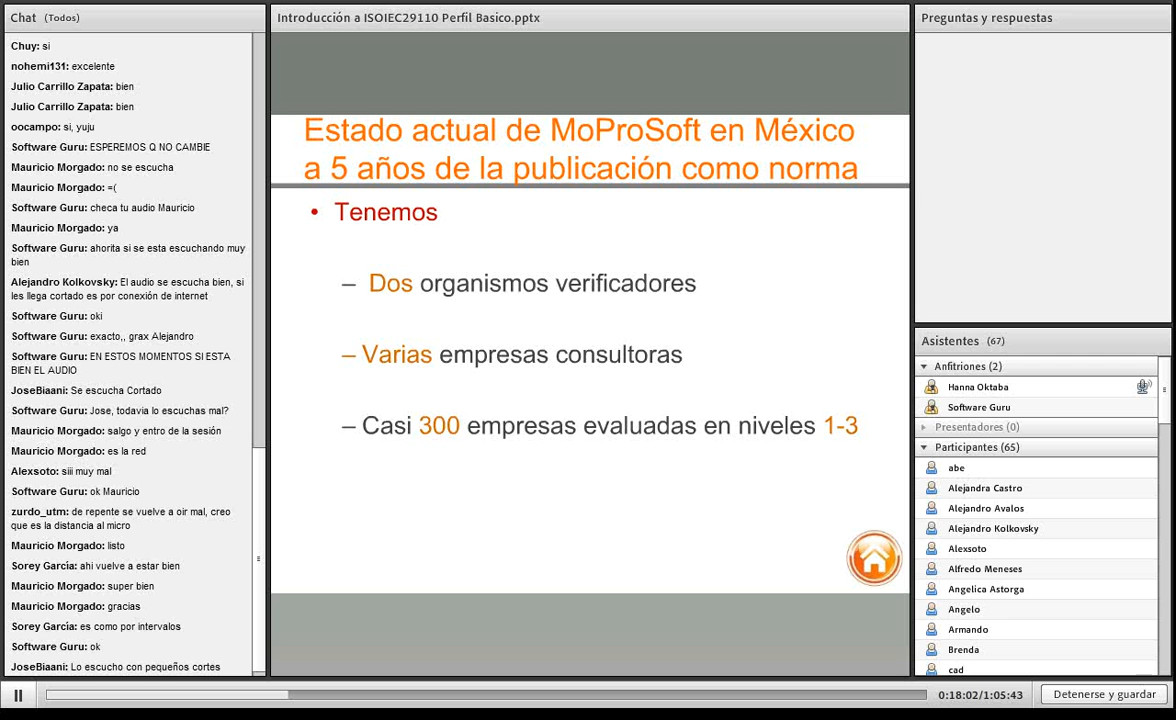 Chat (Todos)
Chuy: si
nohemi131: excelente
Julio Carrillo Zapata: bien
Julio Carrillo Zapata: bien
oocampo: si, yuju
Software Guru: ESPEREMOS Q NO CAMBIE
Mauricio Morgado: no se escucha
Mauricio Morgado: =(
Software Guru: checa tu audio Mauricio
Mauricio Morgado: ya
Software Guru: ahorita si se esta escuchando muy
bien
Alejandro Kolkovsky: El audio se escucha bien, si
les llega cortado es por conexión de internet
Software Guru: oki
Software Guru: exacto,, grax Alejandro
Software Guru: EN ESTOS MOMENTOS SI ESTA
BIEN EL AUDIO
JoseBiaani: Se escucha Cortado
Software Guru: Jose, todavia lo escuchas mal?
Mauricio Morgado: salgo y entro de la sesión
Mauricio Morgado: es la red
Alexsoto: siii muy mal
Software Guru: ok Mauricio
zurdo_utm: de repente se vuelve a oir mal, creo
que es la distancia al micro
Mauricio Morgado: listo
Sorey García: ahi vuelve a estar bien
Mauricio Morgado: super bien
Mauricio Morgado: gracias
Sorey García: es como por intervalos
Software Guru: ok
JoseBiaani: Lo escucho con pequeños cortes
Introducción a ISOIEC29110 Perfil Basico.pptx
Estado actual de MoProSoft en México
a 5 años de la publicación como norma
• Tenemos
– Dos organismos verificadores
– Varias empresas consultoras
– Casi 300 empresas evaluadas en niveles 1-3
Preguntas y respuestas
Asistentes (67)
Anfitriones (2)
Hanna Oktaba
Software Guru
Presentadores (0)
Participantes (65)
abe
Alejandra Castro
Alejandro Avalos
Alejandro Kolkovsky
Alexsoto
Alfredo Meneses
Angelica Astorga
Angelo
Armando
Brenda
cad
0:18:02/1:05:43
Detenerse y guardar